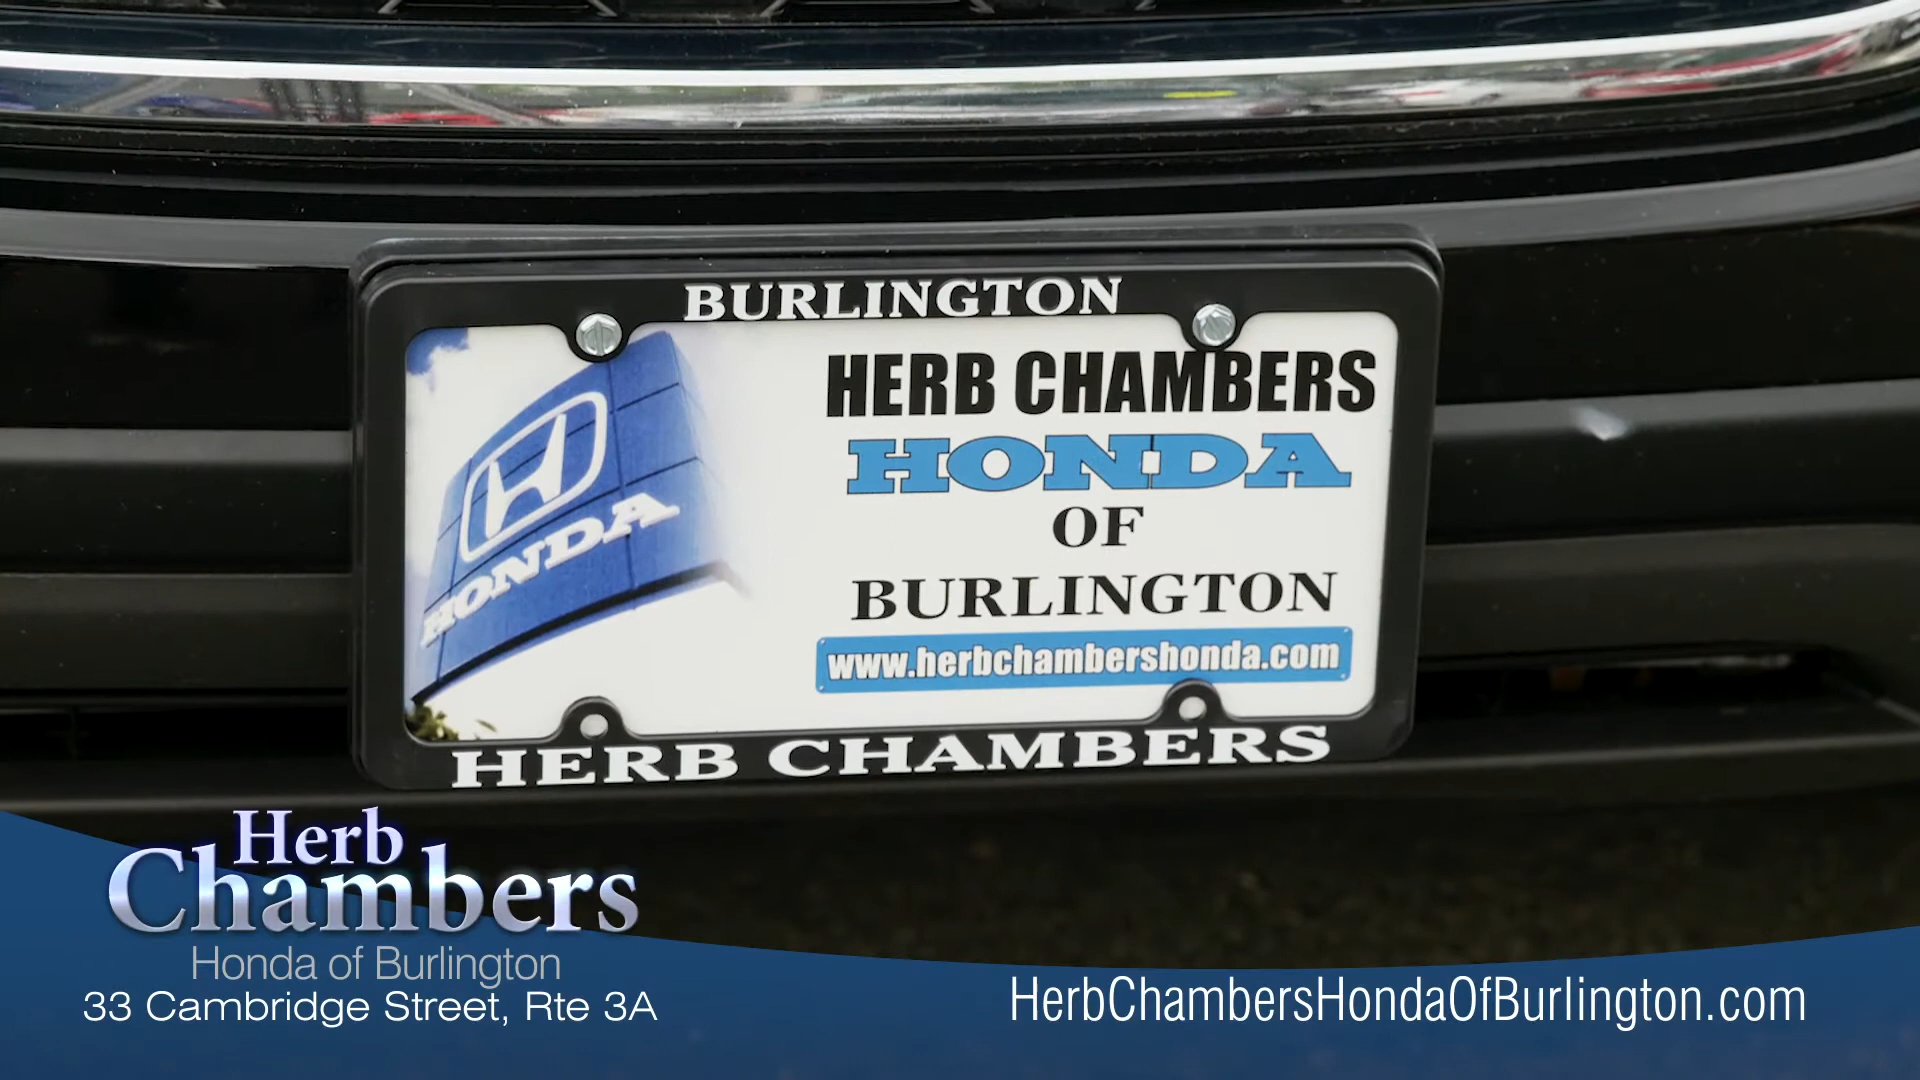 BURLINGTON
HONDA
HERB CHAMBERS
HONDA
OF
BURLINGTON
www.herbchambershonda.com
HERB CHAMBERS
Herb
Chambers
Honda of Burlington
33 Cambridge Street, Rte 3A
HerbChambersHondaOfBurlington.com